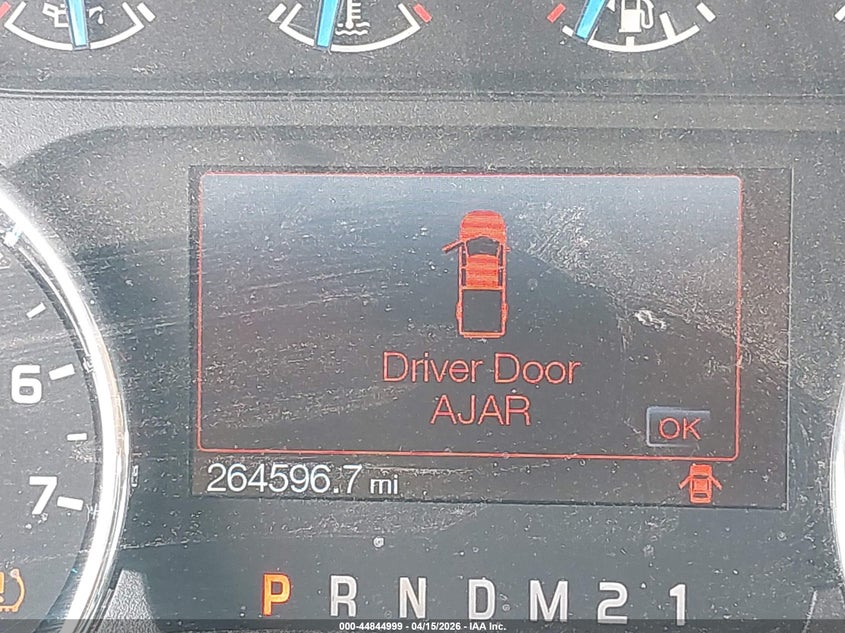 Driver Door
AJAR
OK
6
7
264596.7 mi
P R N D M 2 1
000-44844999 - 04/15/2026 - IAA Inc.